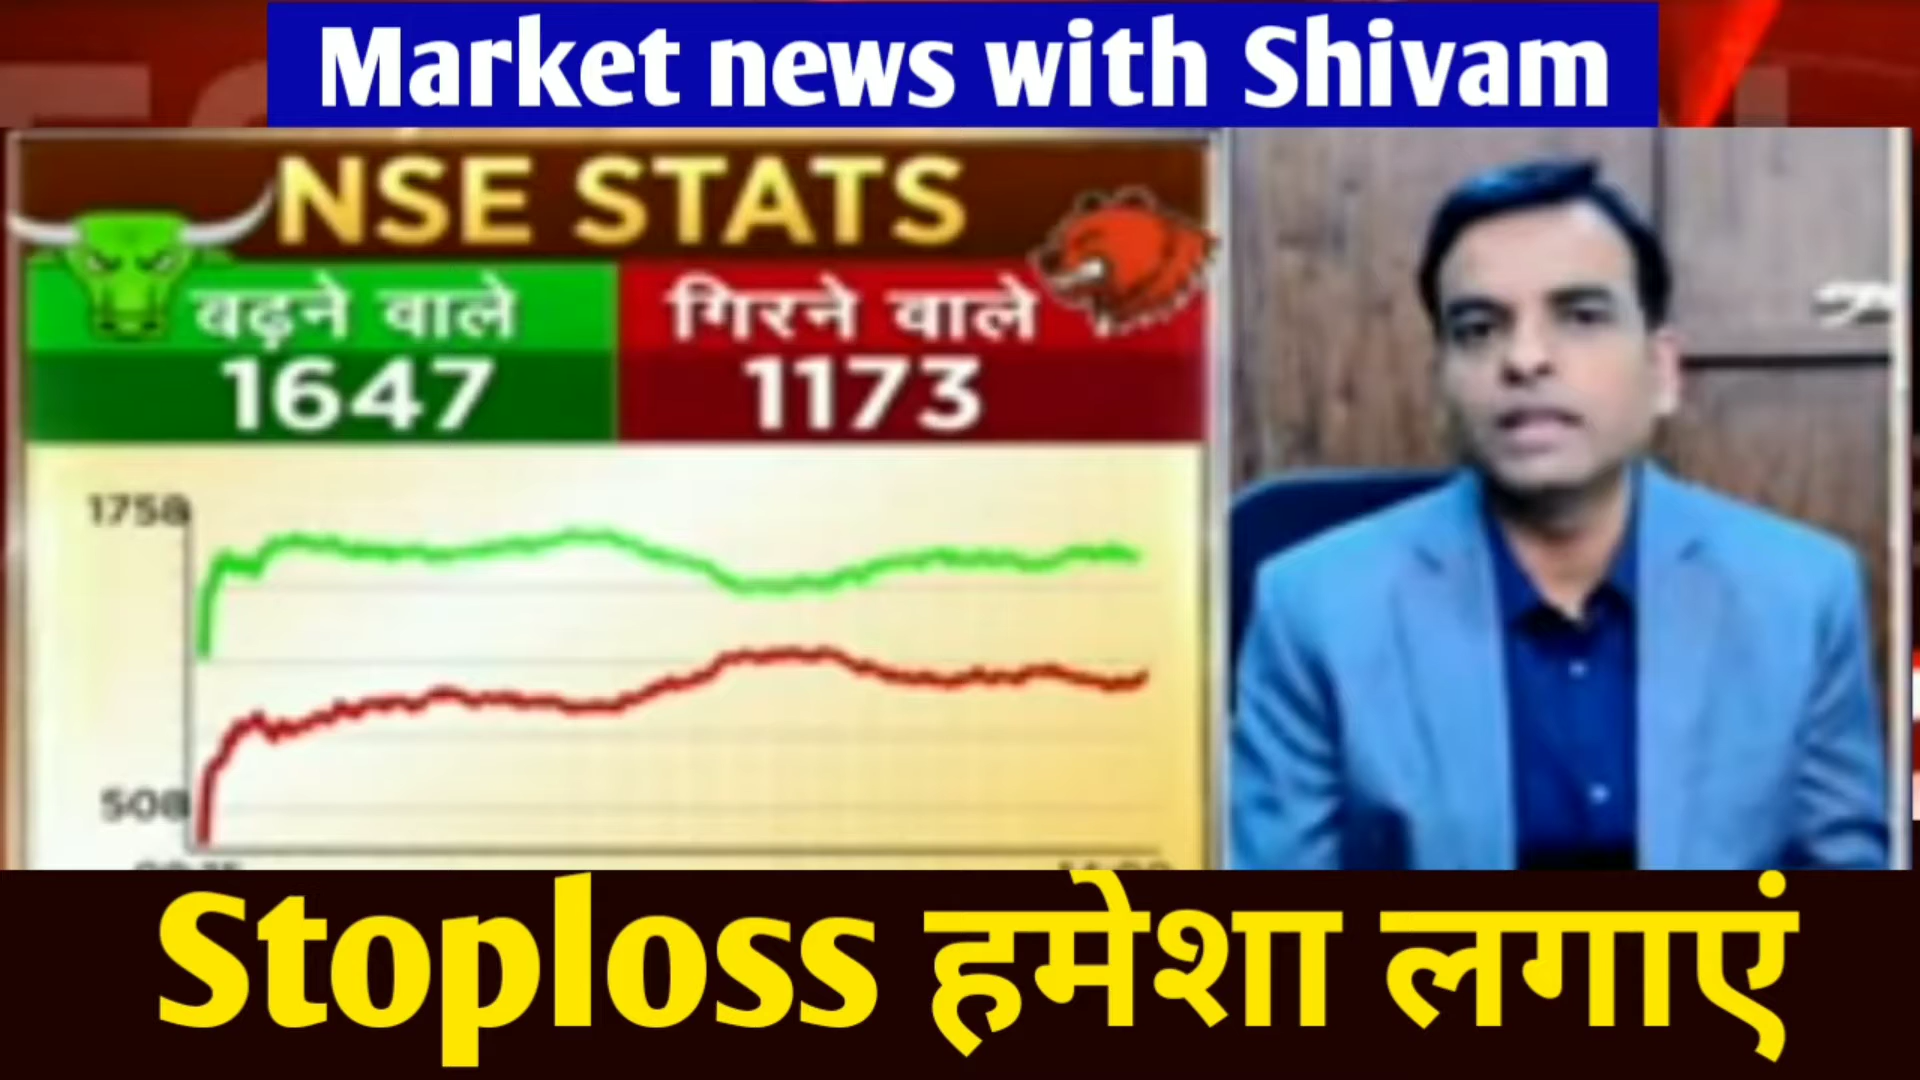 Market news with Shivam
NSE STATS
बढ़ने वाले गिरने वाले
1647 1173
1758
508
Stoploss हमेशा लगाएं